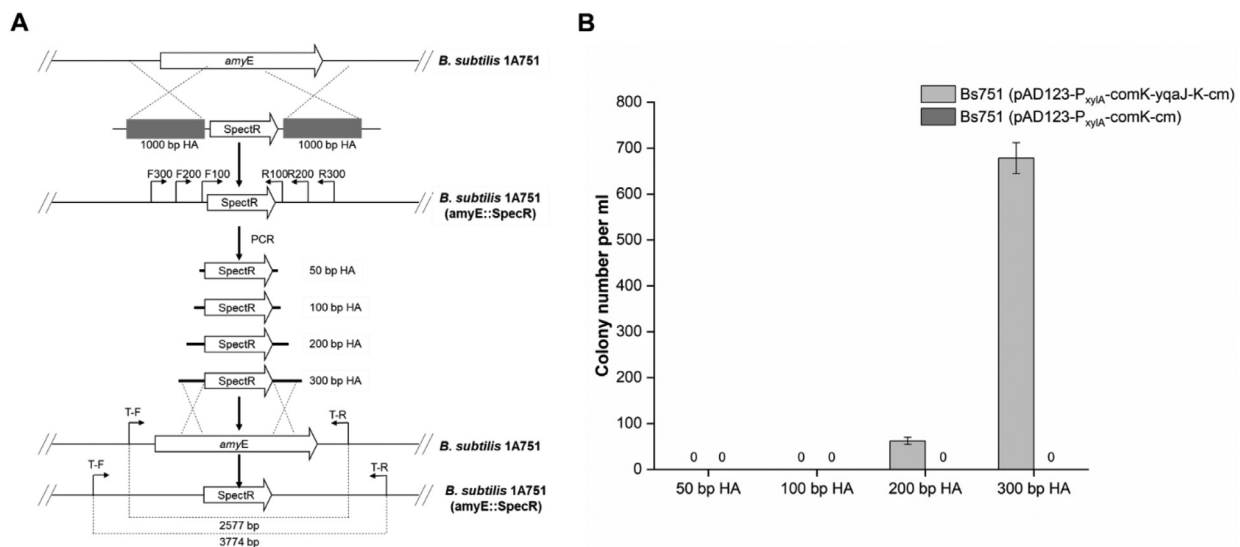 A
amyE
B. subtilis 1A751
SpectR
1000 bp HA
1000 bp HA
F300 F200 F100
R100 R200 R300
SpectR
B. subtilis 1A751
(amyE::SpecR)
PCR
SpectR
50 bp HA
SpectR
100 bp HA
SpectR
200 bp HA
SpectR
300 bp HA
T-F
T-R
amyE
B. subtilis 1A751
T-F
T-R
SpectR
B. subtilis 1A751
(amyE::SpecR)
2577 bp
3774 bp
B
Bs751 (pAD123-PxylA-comK-yqaJ-K-cm)
Bs751 (pAD123-PxylA-comK-cm)
Colony number per ml
800
700
600
500
400
300
200
100
0
0 0 0 0 0 0
50 bp HA 100 bp HA 200 bp HA 300 bp HA